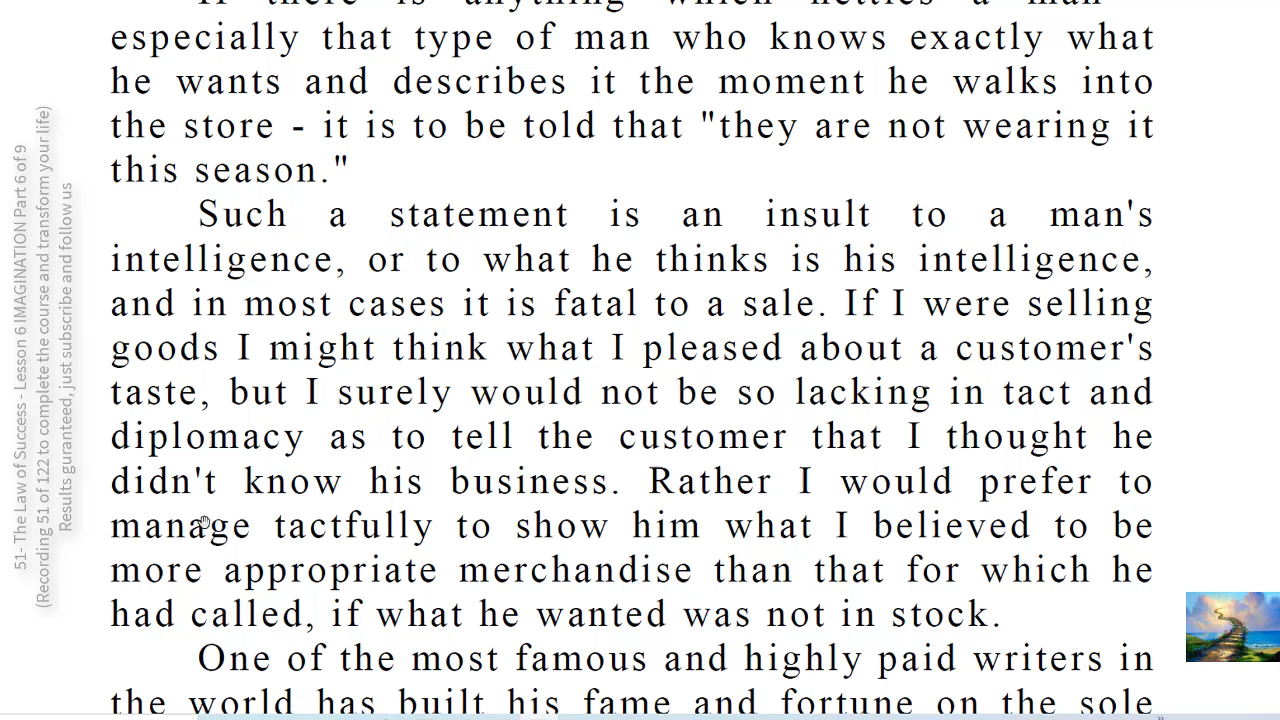 If there is anything which nettles a man -
especially that type of man who knows exactly what
he wants and describes it the moment he walks into
the store - it is to be told that "they are not wearing it
this season."
Such a statement is an insult to a man's
intelligence, or to what he thinks is his intelligence,
and in most cases it is fatal to a sale. If I were selling
goods I might think what I pleased about a customer's
taste, but I surely would not be so lacking in tact and
diplomacy as to tell the customer that I thought he
didn't know his business. Rather I would prefer to
manage tactfully to show him what I believed to be
more appropriate merchandise than that for which he
had called, if what he wanted was not in stock.
One of the most famous and highly paid writers in
the world has built his fame and fortune on the sole
51- The Law of Success - Lesson 6 IMAGINATION Part 6 of 9
(Recording 51 of 122 to complete the course and transform your life)
Results guranteed, just subscribe and follow us